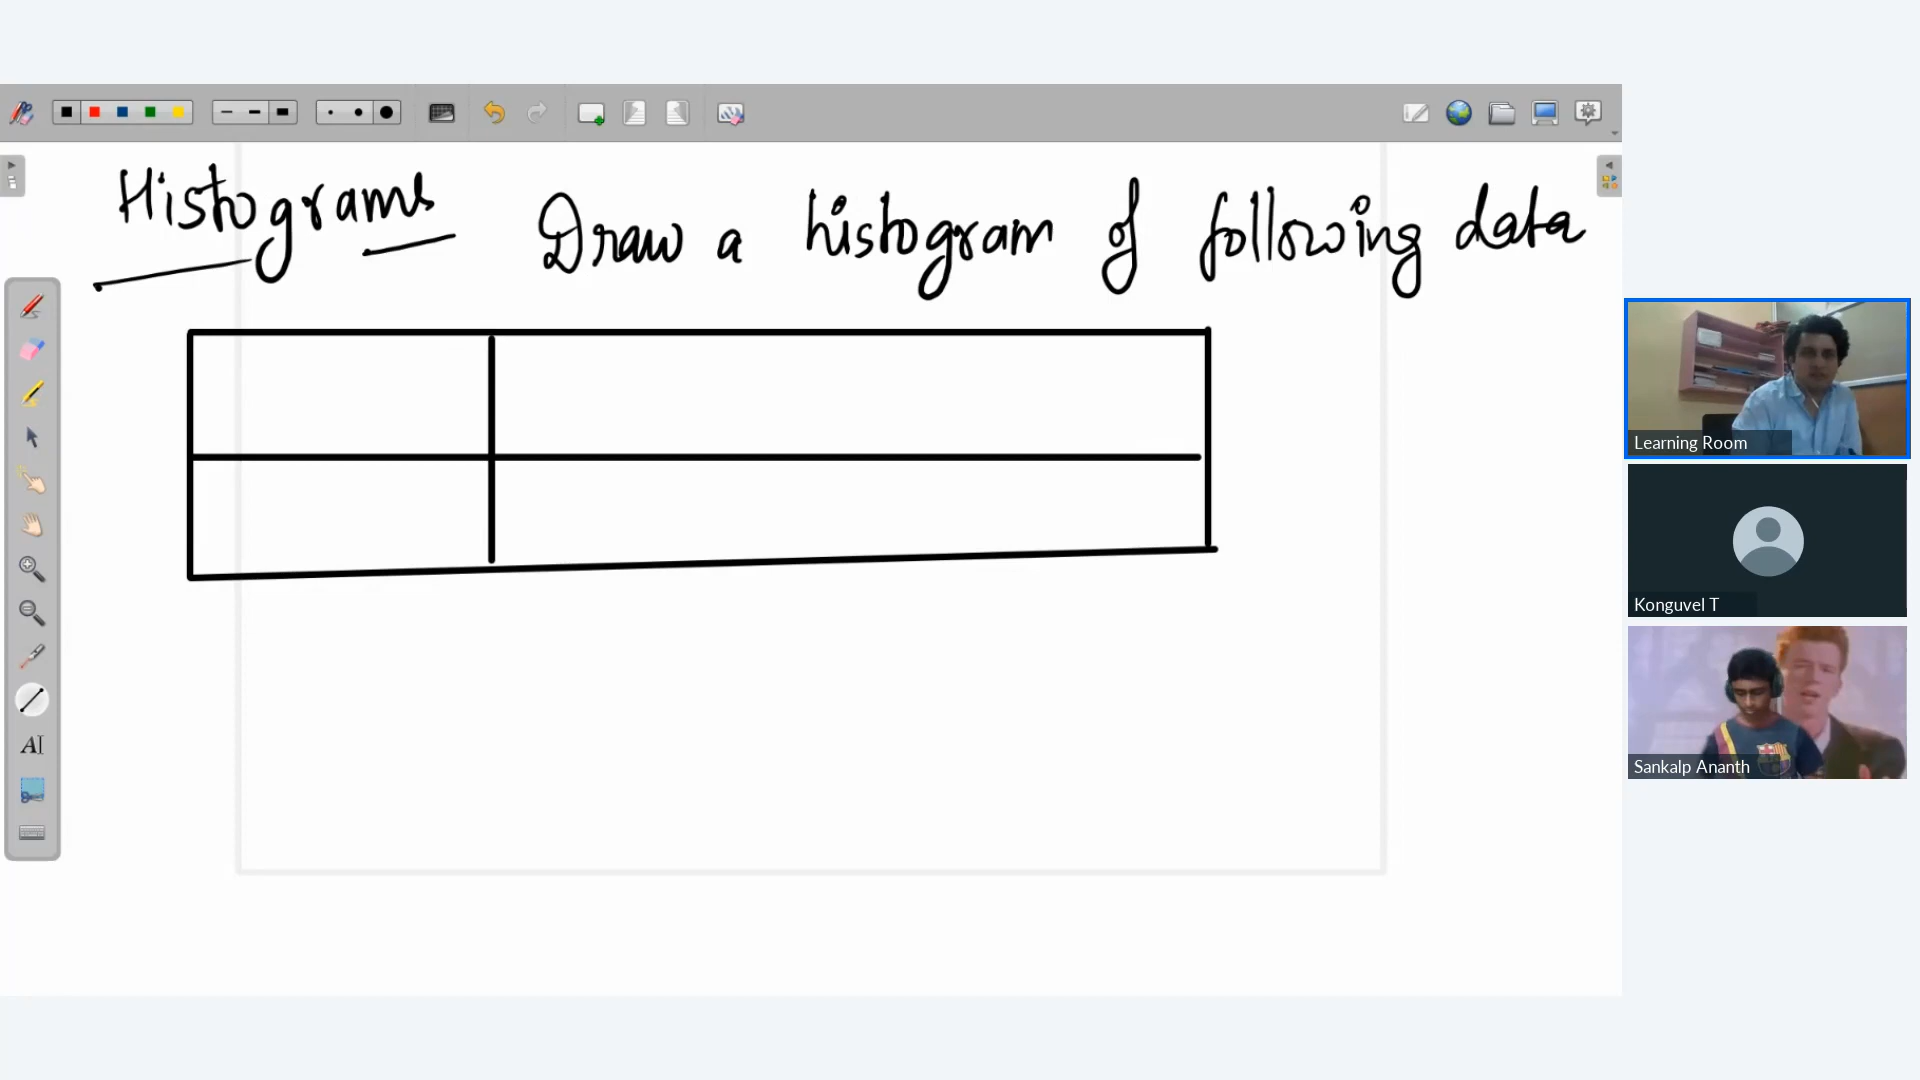 Histograms
Draw a histogram of following data
Learning Room
Konguvel T
Sankalp Ananth